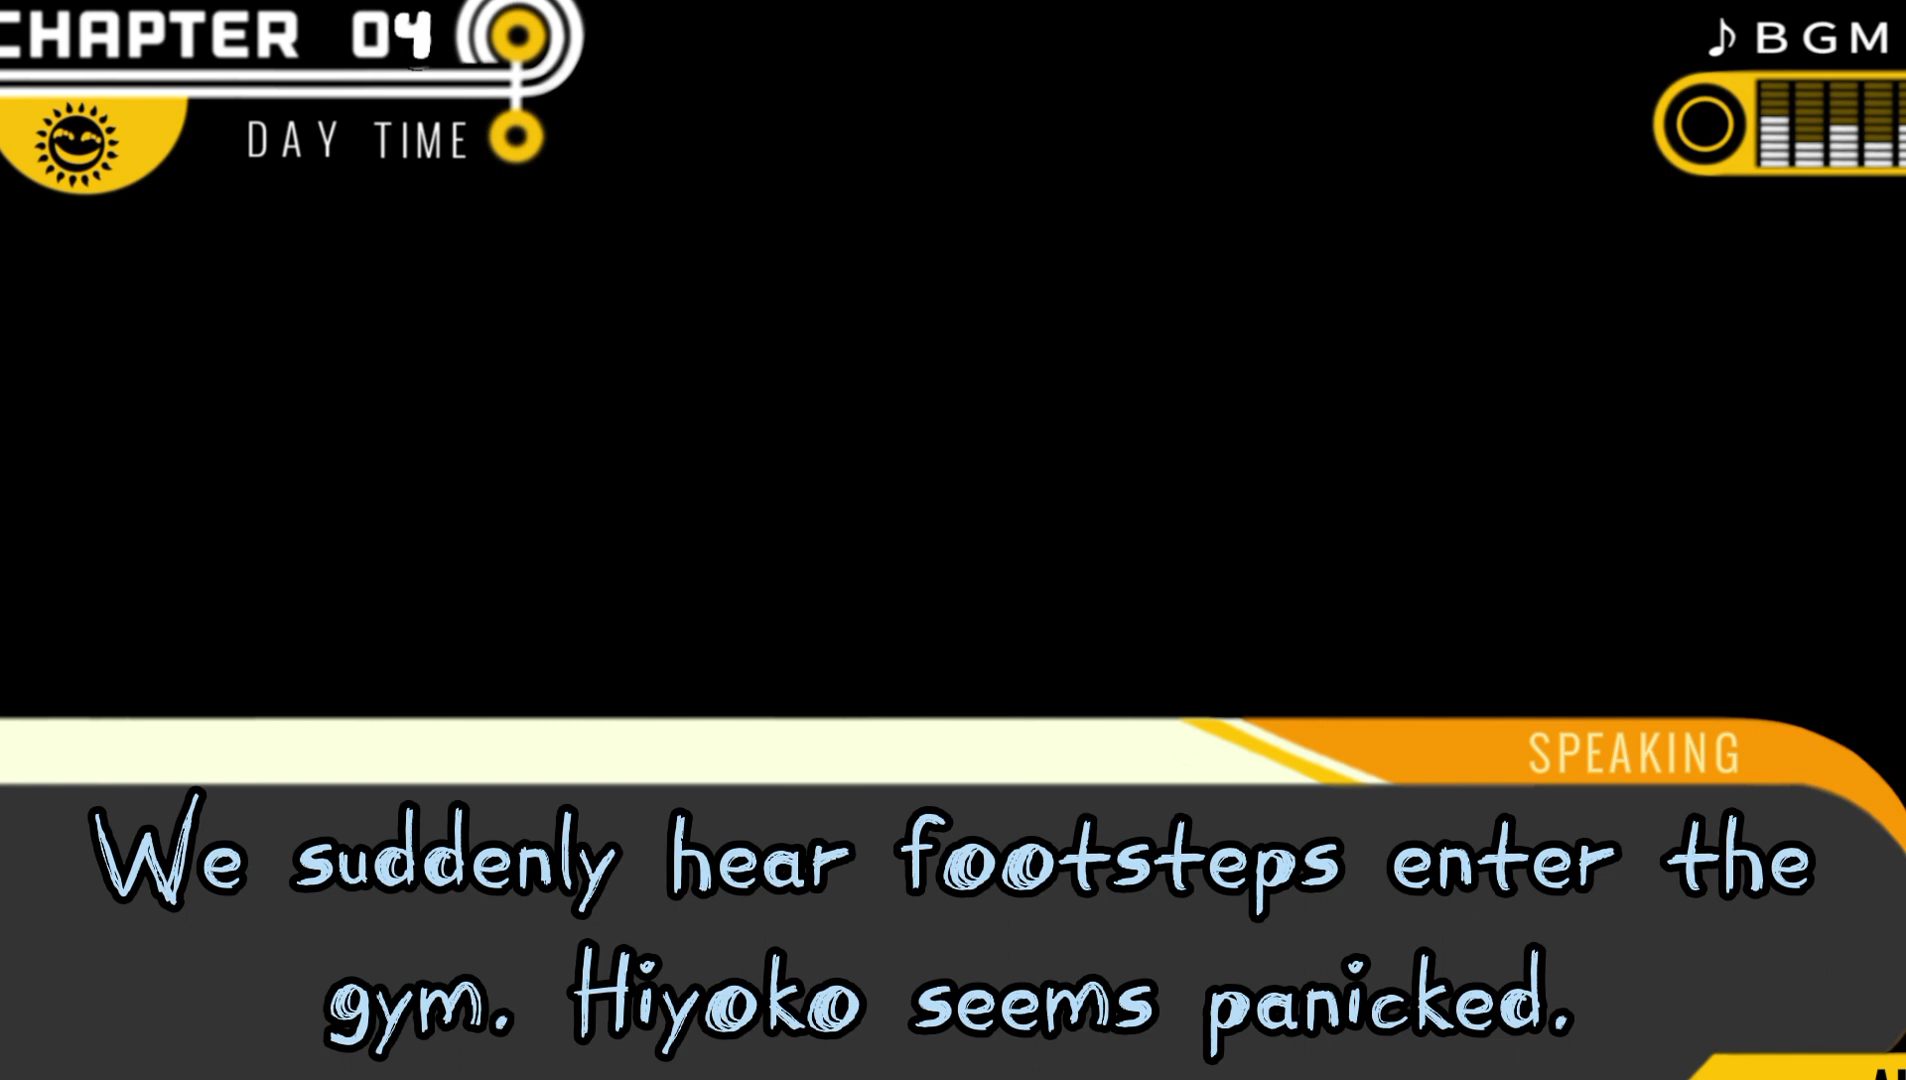 CHAPTER 04
♪ BGM
DAY TIME
SPEAKING
We suddenly hear footsteps enter the
gym. Hiyoko seems panicked.